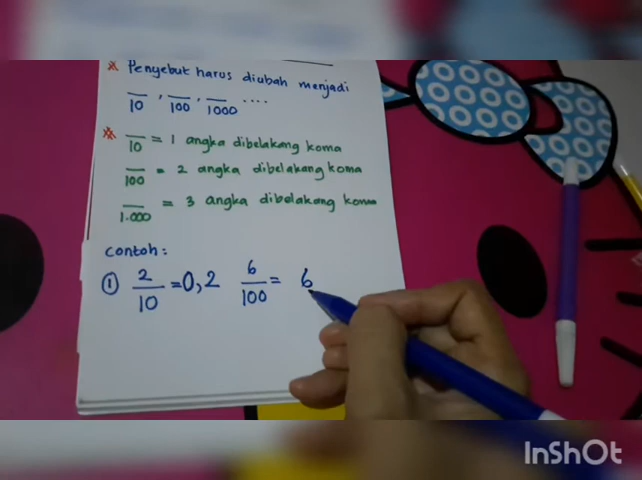 * Penyebut harus diubah menjadi
/10 , /100 , /1000 ....
* /10 = 1 angka dibelakang koma
/100 = 2 angka dibelakang koma
/1.000 = 3 angka dibelakang koma
Contoh:
① 2/10 = 0,2 6/100 = 6
InShOt